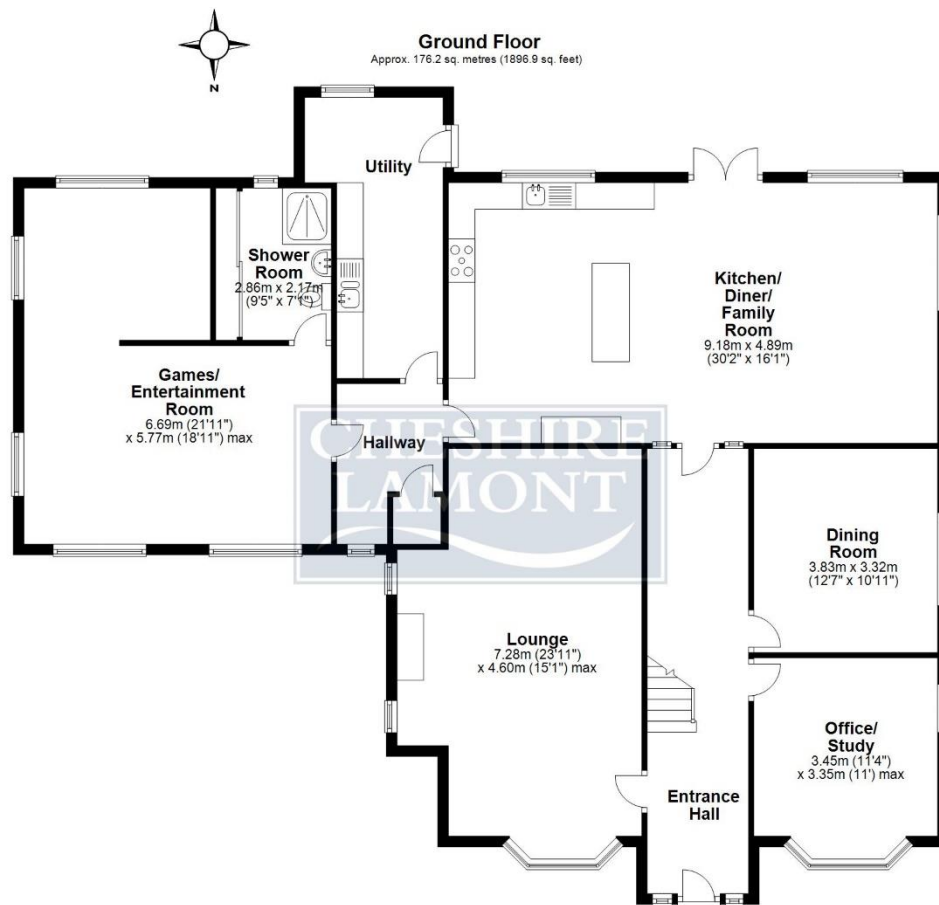 Ground Floor
Approx. 176.2 sq. metres (1896.9 sq. feet)
N
Utility
Shower
Room
2.86m x 2.17m
(9'5" x 7'1")
Kitchen/
Diner/
Family
Room
9.18m x 4.89m
(30'2" x 16'1")
Games/
Entertainment
Room
6.69m (21'11")
x 5.77m (18'11") max
Hallway
CHESHIRE
LAMONT
Dining
Room
3.83m x 3.32m
(12'7" x 10'11")
Lounge
7.28m (23'11")
x 4.60m (15'1") max
Office/
Study
3.45m (11'4")
x 3.35m (11') max
Entrance
Hall